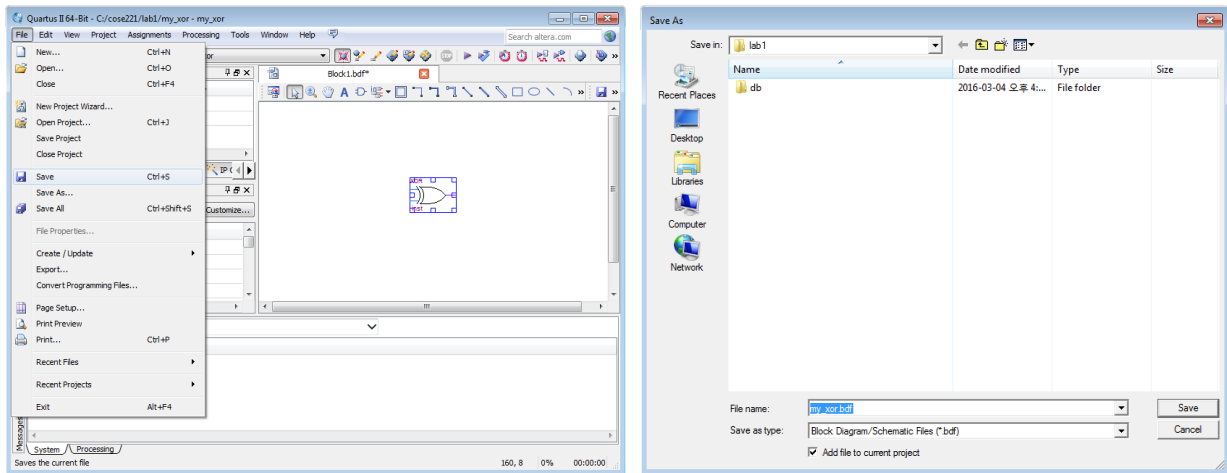 Quartus II 64-Bit - C:/cose221/lab1/my_xor - my_xor
File Edit View Project Assignments Processing Tools Window Help
Search altera.com
New... Ctrl+N
Open... Ctrl+O
Close Ctrl+F4
New Project Wizard...
Open Project... Ctrl+J
Save Project
Close Project
Save Ctrl+S
Save As...
Save All Ctrl+Shift+S
File Properties...
Create / Update
Export...
Convert Programming Files...
Page Setup...
Print Preview
Print... Ctrl+P
Recent Files
Recent Projects
Exit Alt+F4
Block1.bdf*
IP
Customize...
XOR
inst
Messages
System Processing
Saves the current file
160, 8 0% 00:00:00
Save As
Save in: lab1
Name Date modified Type Size
db 2016-03-04 오후 4:... File folder
Recent Places
Desktop
Libraries
Computer
Network
File name: my_xor.bdf Save
Save as type: Block Diagram/Schematic Files (*.bdf) Cancel
Add file to current project